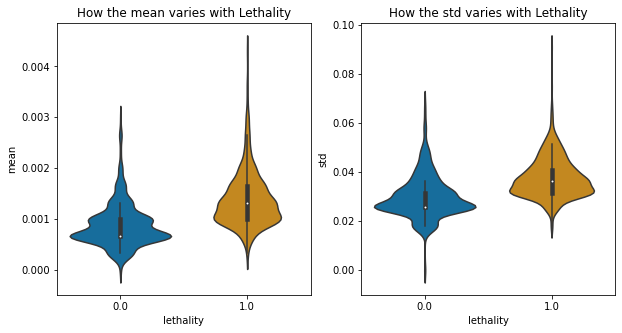 How the mean varies with Lethality
0.004
0.003
0.002
0.001
0.000
mean
0.0
1.0
lethality
How the std varies with Lethality
0.10
0.08
0.06
0.04
0.02
0.00
std
0.0
1.0
lethality